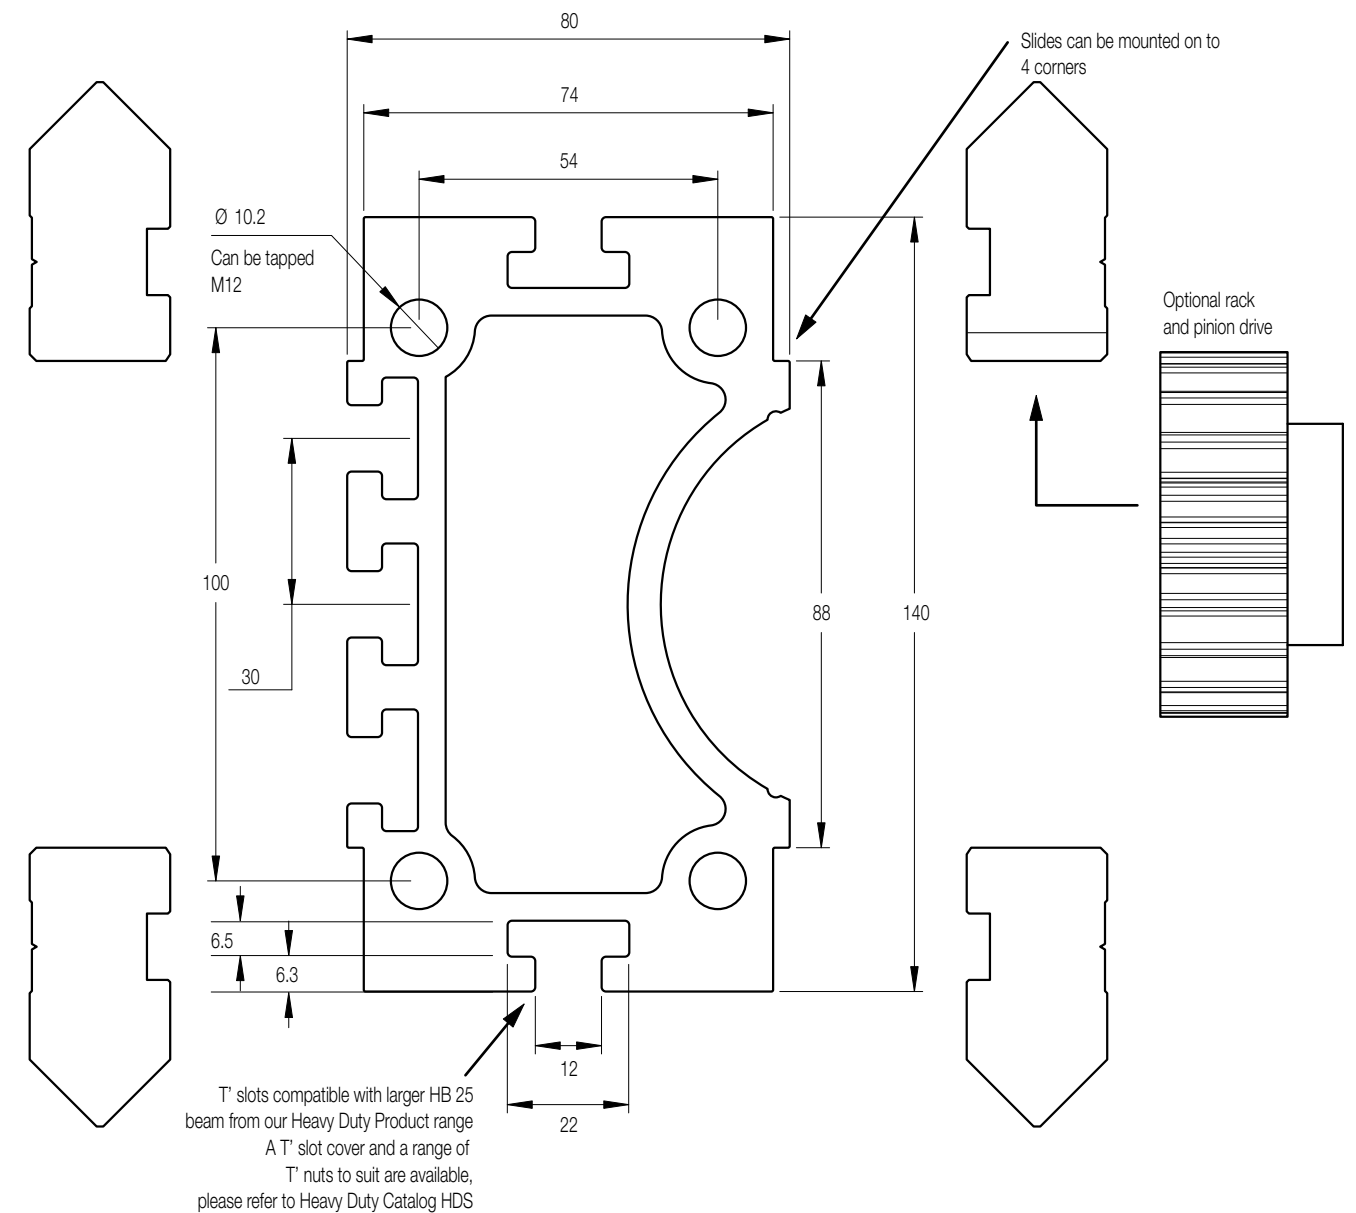 80
Slides can be mounted on to
4 corners
74
54
Ø 10.2
Can be tapped
M12
Optional rack
and pinion drive
100
88
140
30
6.5
6.3
12
22
T’ slots compatible with larger HB 25
beam from our Heavy Duty Product range
A T’ slot cover and a range of
T’ nuts to suit are available,
please refer to Heavy Duty Catalog HDS